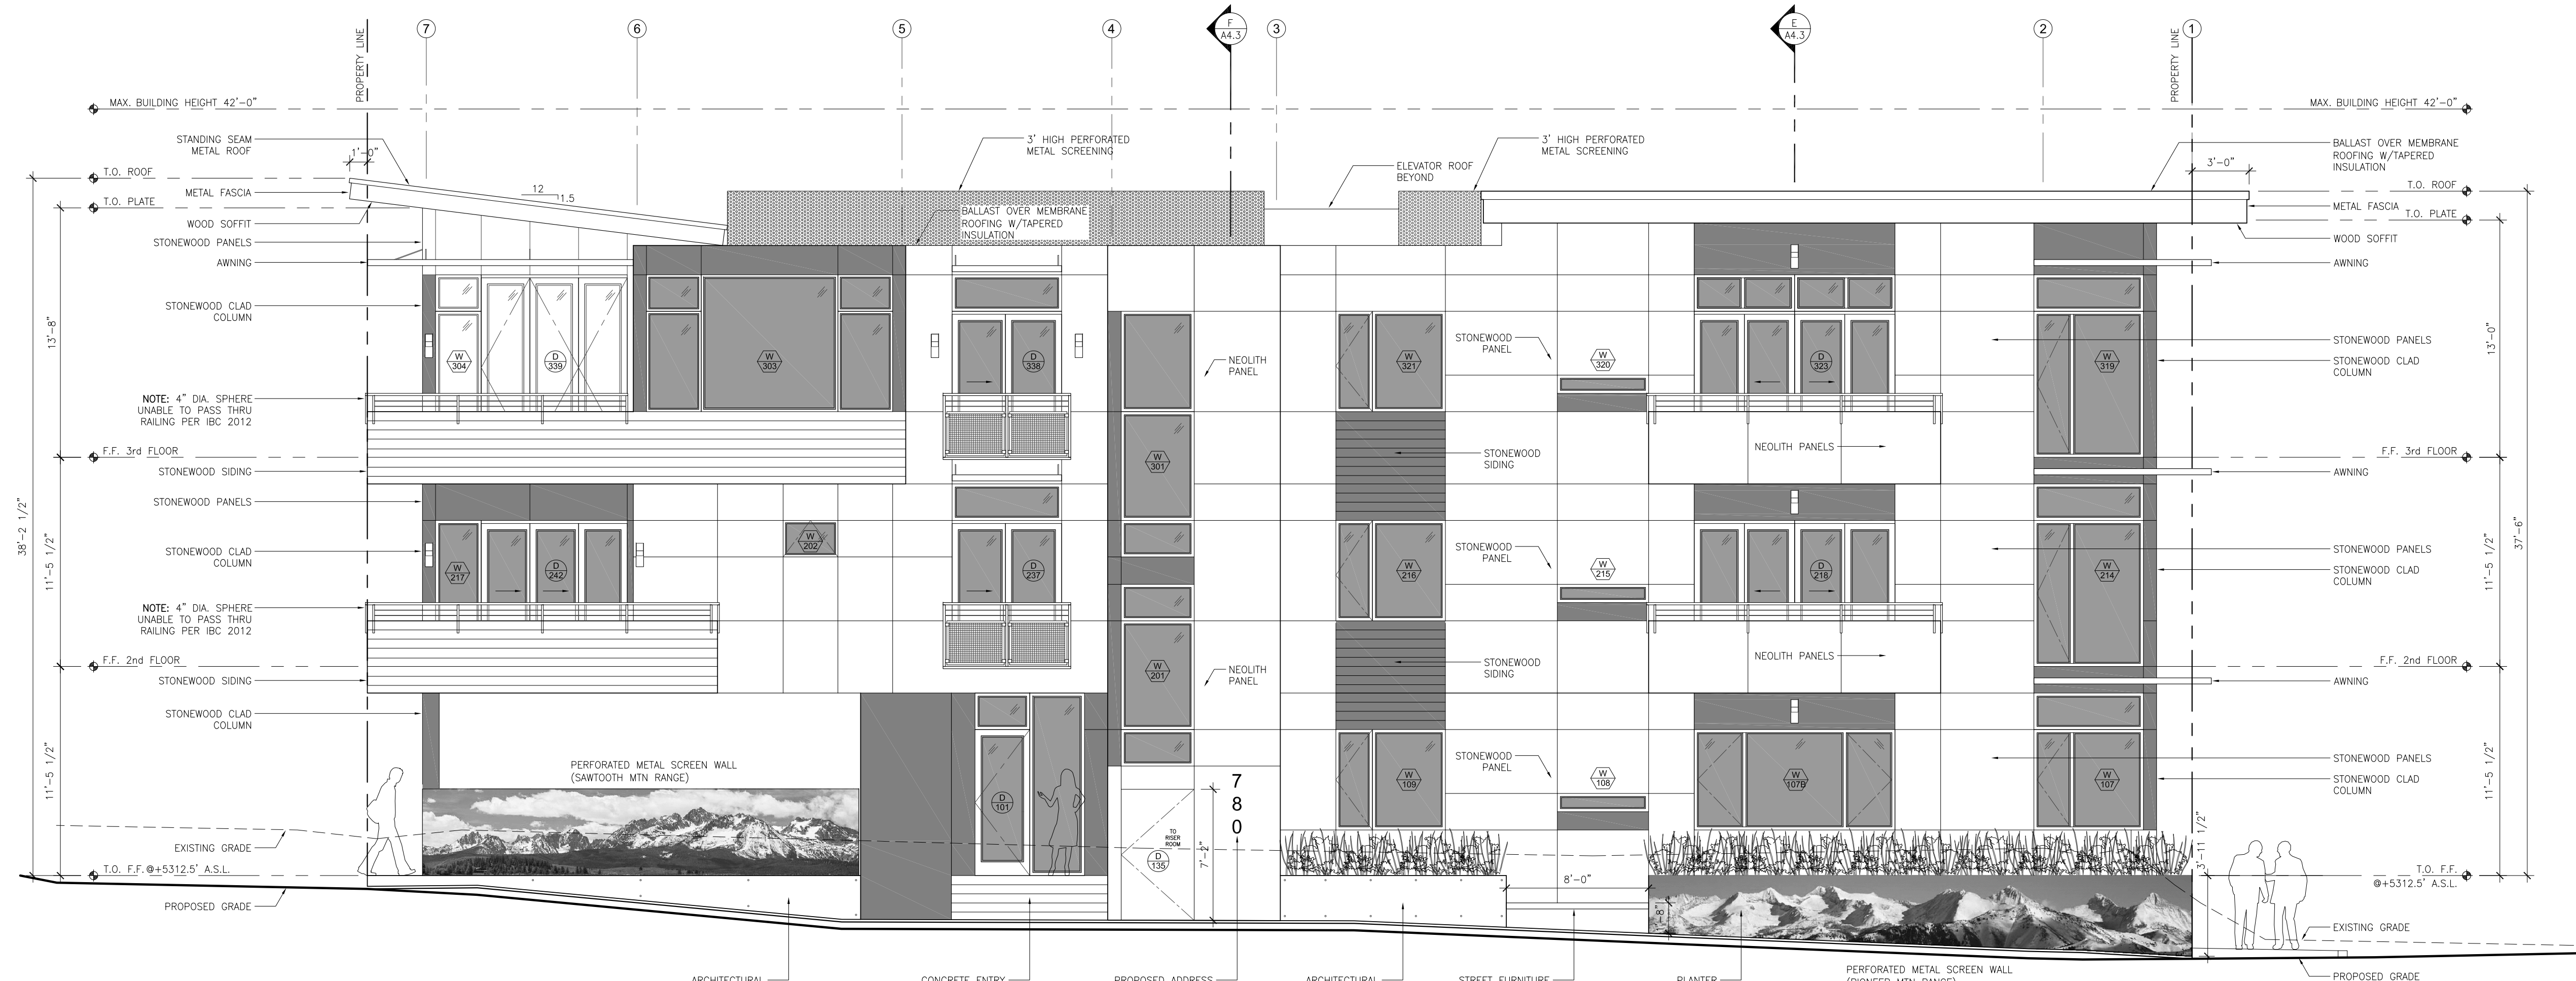 7
6
5
4
F
A4.3
3
E
A4.3
2
1
PROPERTY LINE
PROPERTY LINE
MAX. BUILDING HEIGHT 42'-0"
MAX. BUILDING HEIGHT 42'-0"
STANDING SEAM
METAL ROOF
1'-0"
T.O. ROOF
METAL FASCIA
T.O. PLATE
WOOD SOFFIT
STONEWOOD PANELS
AWNING
STONEWOOD CLAD
COLUMN
13'-8"
NOTE: 4" DIA. SPHERE
UNABLE TO PASS THRU
RAILING PER IBC 2012
F.F. 3rd FLOOR
STONEWOOD SIDING
STONEWOOD PANELS
38'-2 1/2"
11'-5 1/2"
STONEWOOD CLAD
COLUMN
NOTE: 4" DIA. SPHERE
UNABLE TO PASS THRU
RAILING PER IBC 2012
F.F. 2nd FLOOR
STONEWOOD SIDING
STONEWOOD CLAD
COLUMN
11'-5 1/2"
EXISTING GRADE
T.O. F.F. @+5312.5' A.S.L.
PROPOSED GRADE
12
1.5
3' HIGH PERFORATED
METAL SCREENING
BALLAST OVER MEMBRANE
ROOFING W/TAPERED
INSULATION
ELEVATOR ROOF
BEYOND
3' HIGH PERFORATED
METAL SCREENING
W
304
D
339
W
303
D
338
W
301
NEOLITH
PANEL
W
321
STONEWOOD
PANEL
W
320
D
323
W
319
STONEWOOD
SIDING
NEOLITH PANELS
W
217
D
242
W
202
D
237
W
216
STONEWOOD
PANEL
W
215
D
218
W
214
W
201
NEOLITH
PANEL
STONEWOOD
SIDING
NEOLITH PANELS
PERFORATED METAL SCREEN WALL
(SAWTOOTH MTN RANGE)
D
101
TO
RISER
ROOM
D
135
7'-2"
7
8
0
W
109
STONEWOOD
PANEL
W
108
W
107B
W
107
8'-0"
ARCHITECTURAL
CONCRETE ENTRY
PROPOSED ADDRESS
ARCHITECTURAL
STREET FURNITURE
PLANTER
PERFORATED METAL SCREEN WALL
(PIONEER MTN RANGE)
BALLAST OVER MEMBRANE
ROOFING W/TAPERED
INSULATION
3'-0"
T.O. ROOF
METAL FASCIA
T.O. PLATE
WOOD SOFFIT
AWNING
STONEWOOD PANELS
STONEWOOD CLAD
COLUMN
13'-0"
F.F. 3rd FLOOR
AWNING
37'-6"
STONEWOOD PANELS
STONEWOOD CLAD
COLUMN
11'-5 1/2"
F.F. 2nd FLOOR
AWNING
STONEWOOD PANELS
STONEWOOD CLAD
COLUMN
11'-5 1/2"
3'-11 1/2"
T.O. F.F.
@+5312.5' A.S.L.
EXISTING GRADE
PROPOSED GRADE